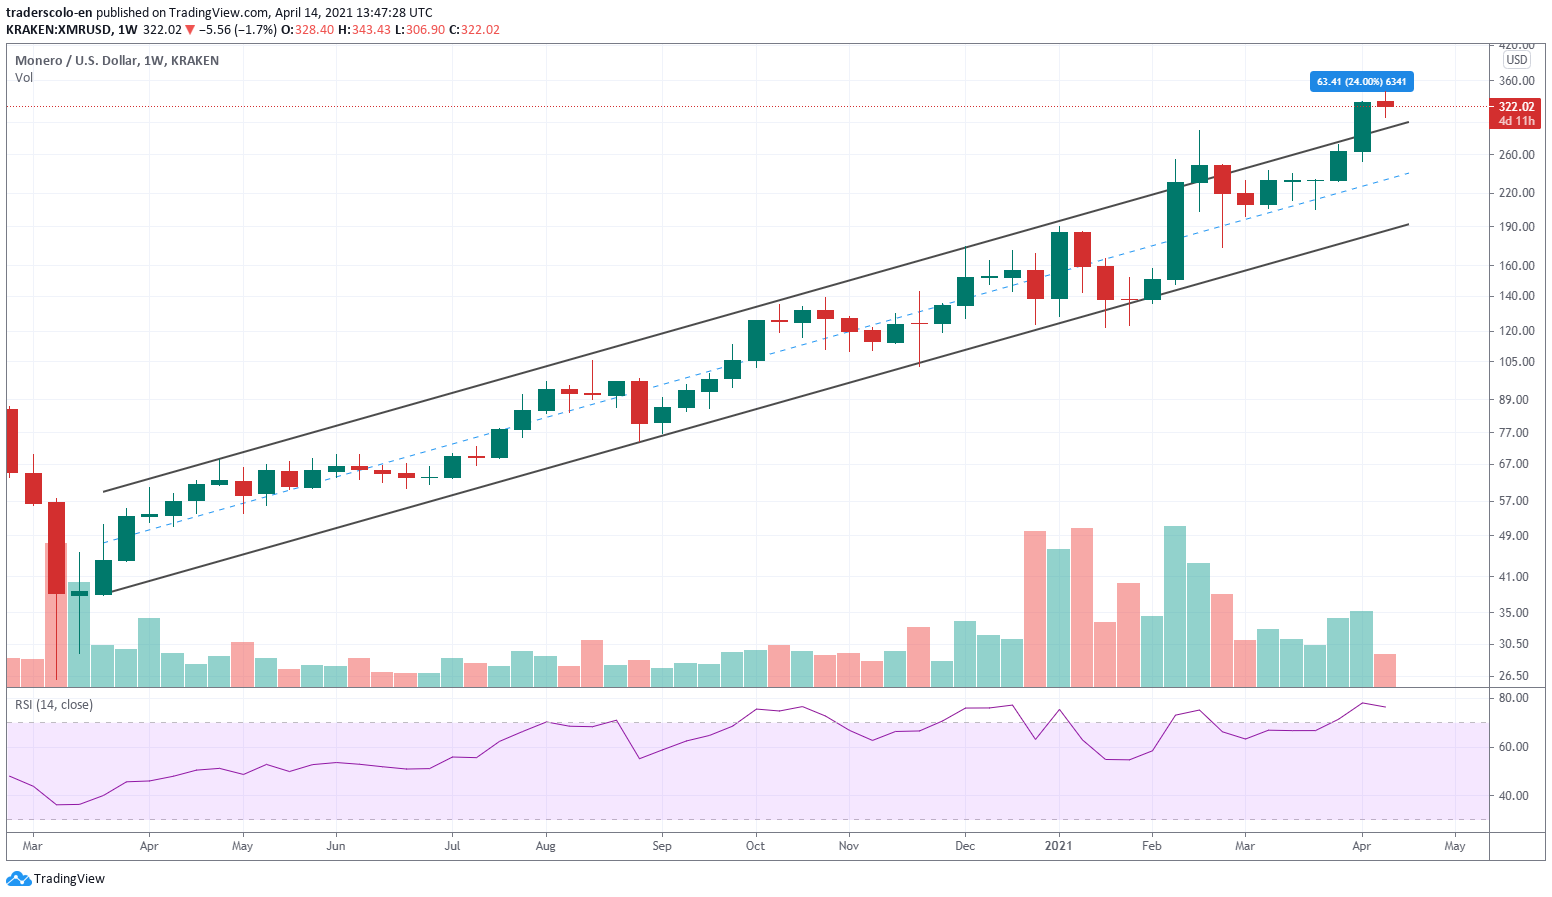 traderscolo-en published on TradingView.com, April 14, 2021 13:47:28 UTC
KRAKEN:XMRUSD, 1W 322.02 ▼ −5.56 (−1.7%) O:328.40 H:343.43 L:306.90 C:322.02
Monero / U.S. Dollar, 1W, KRAKEN
Vol
420.00
USD
63.41 (24.00%) 6341
360.00
322.02
4d 11h
260.00
220.00
190.00
160.00
140.00
120.00
105.00
89.00
77.00
67.00
57.00
49.00
41.00
35.00
30.50
26.50
RSI (14, close)
80.00
60.00
40.00
Mar Apr May Jun Jul Aug Sep Oct Nov Dec 2021 Feb Mar Apr May
TradingView